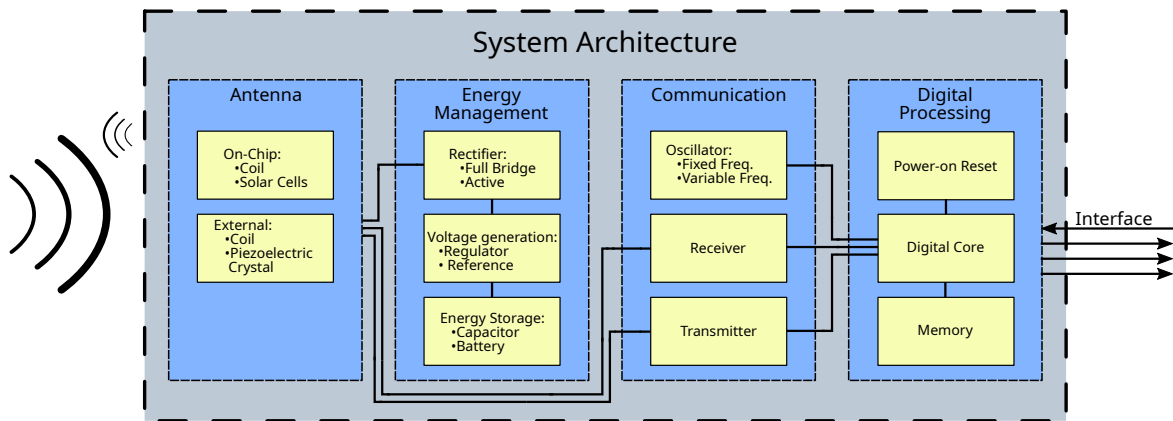 System Architecture
Antenna
On-Chip:
•Coil
•Solar Cells
External:
•Coil
•Piezoelectric
Crystal
Energy
Management
Rectifier:
•Full Bridge
•Active
Voltage generation:
•Regulator
• Reference
Energy Storage:
•Capacitor
•Battery
Communication
Oscillator:
•Fixed Freq.
•Variable Freq.
Receiver
Transmitter
Digital
Processing
Power-on Reset
Digital Core
Memory
Interface